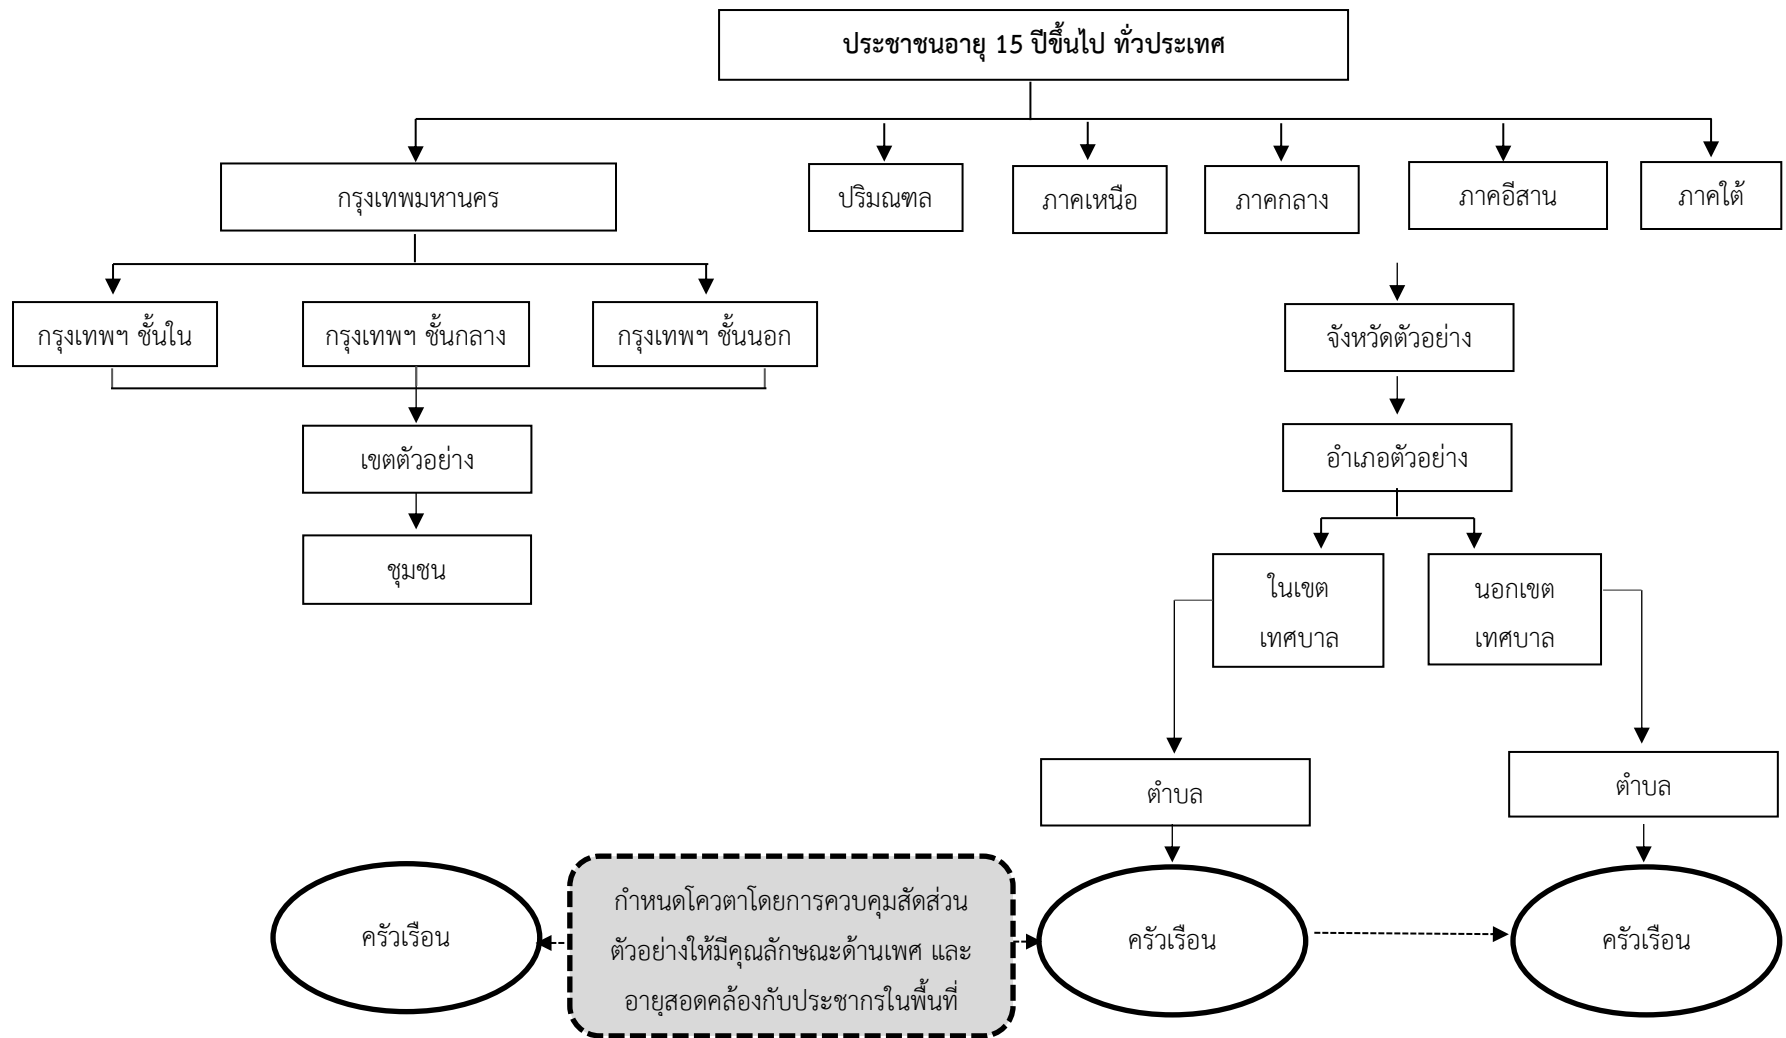 ประชาชนอายุ 15 ปีขึ้นไป ทั่วประเทศ
กรุงเทพมหานคร
ปริมณฑล
ภาคเหนือ
ภาคกลาง
ภาคอีสาน
ภาคใต้
กรุงเทพฯ ชั้นใน
กรุงเทพฯ ชั้นกลาง
กรุงเทพฯ ชั้นนอก
จังหวัดตัวอย่าง
เขตตัวอย่าง
อำเภอตัวอย่าง
ชุมชน
ในเขต
เทศบาล
นอกเขต
เทศบาล
ตำบล
ตำบล
ครัวเรือน
กำหนดโควตาโดยการควบคุมสัดส่วน
ตัวอย่างให้มีคุณลักษณะด้านเพศ และ
อายุสอดคล้องกับประชากรในพื้นที่
ครัวเรือน
ครัวเรือน